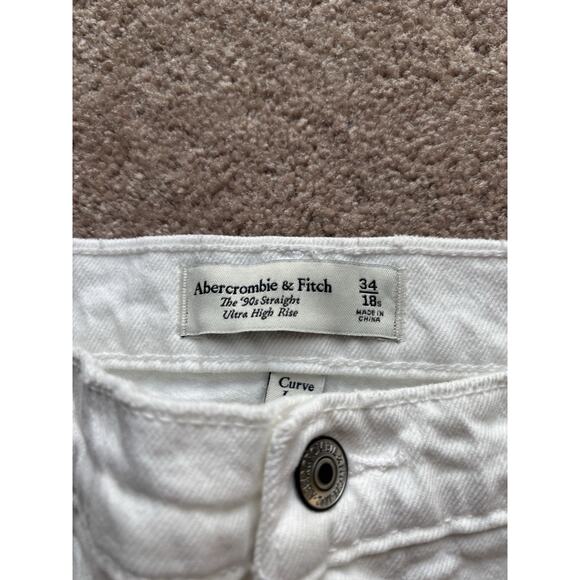 Abercrombie & Fitch
The '90s Straight
Ultra High Rise
34
18s
MADE IN
CHINA
Curve